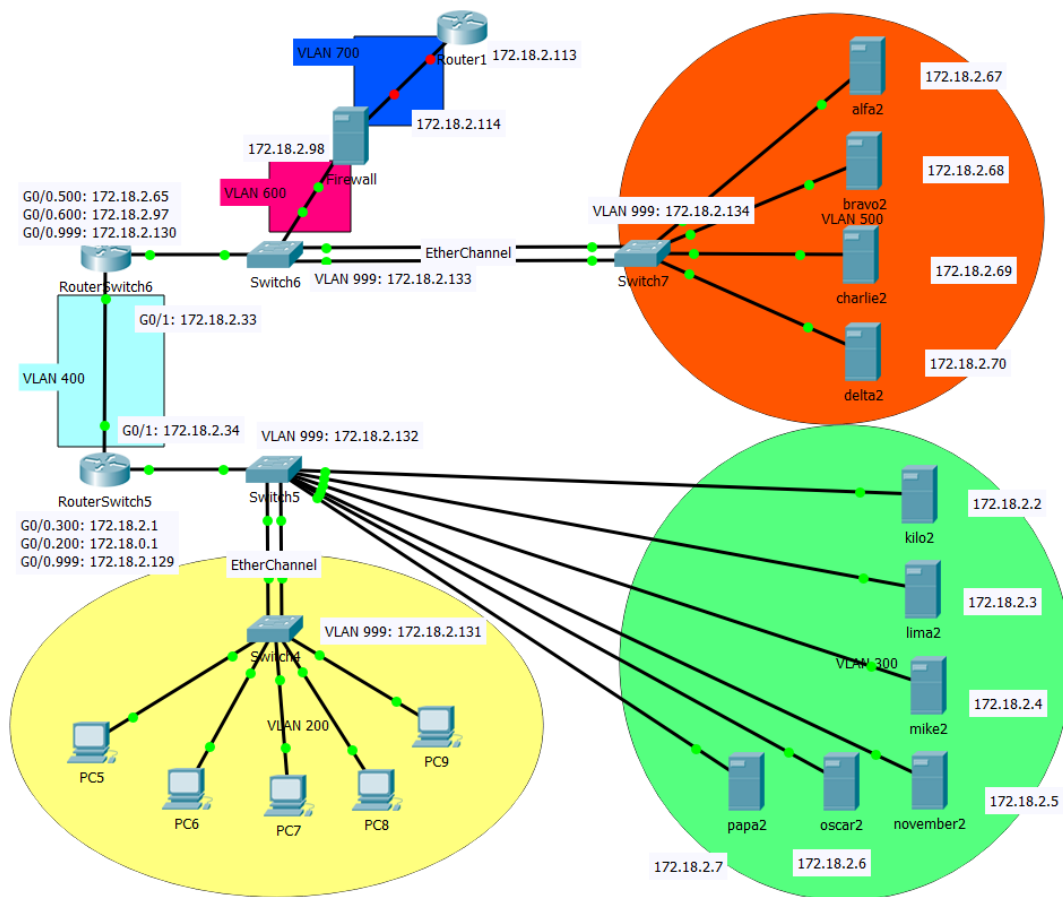 VLAN 700
Router1
172.18.2.113
172.18.2.114
172.18.2.98
Firewall
VLAN 600
G0/0.500: 172.18.2.65
G0/0.600: 172.18.2.97
G0/0.999: 172.18.2.130
RouterSwitch6
Switch6
VLAN 999: 172.18.2.133
EtherChannel
VLAN 999: 172.18.2.134
Switch7
172.18.2.67
alfa2
172.18.2.68
bravo2
VLAN 500
172.18.2.69
charlie2
172.18.2.70
delta2
G0/1: 172.18.2.33
VLAN 400
G0/1: 172.18.2.34
VLAN 999: 172.18.2.132
RouterSwitch5
Switch5
G0/0.300: 172.18.2.1
G0/0.200: 172.18.0.1
G0/0.999: 172.18.2.129
EtherChannel
VLAN 999: 172.18.2.131
Switch4
VLAN 200
PC5
PC6
PC7
PC8
PC9
172.18.2.2
kilo2
172.18.2.3
lima2
VLAN 300
172.18.2.4
mike2
172.18.2.5
papa2
oscar2
november2
172.18.2.7
172.18.2.6